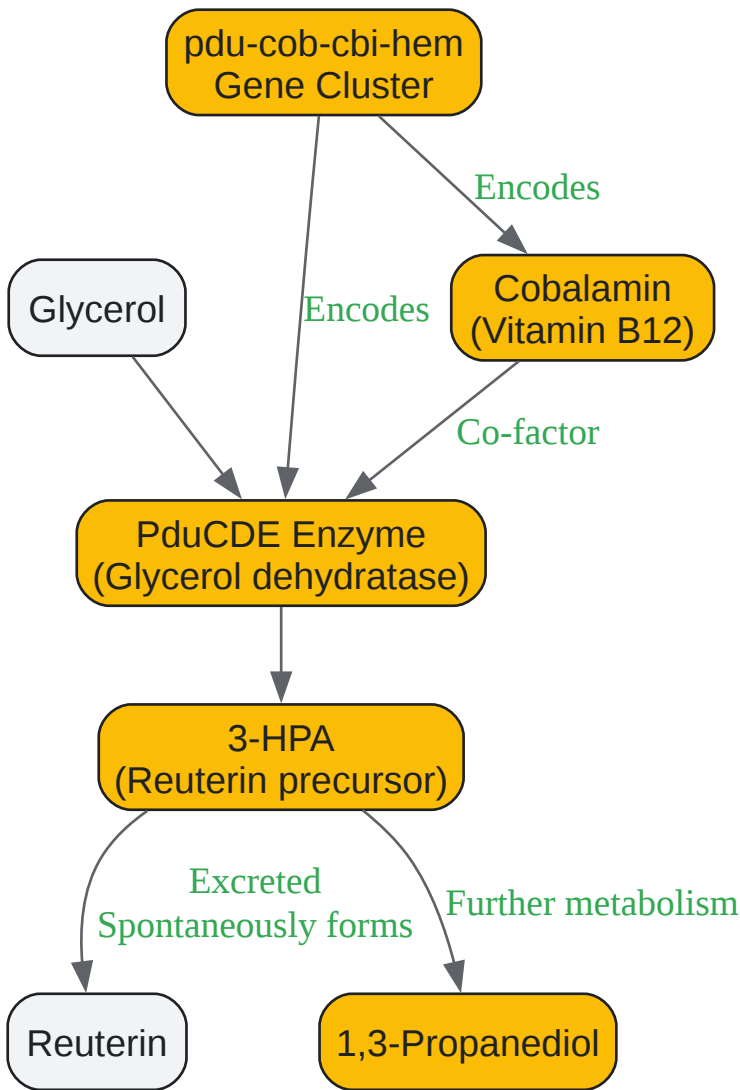 pdu-cob-cbi-hem
Gene Cluster
Encodes
Glycerol
Encodes
Cobalamin
(Vitamin B12)
Co-factor
PduCDE Enzyme
(Glycerol dehydratase)
3-HPA
(Reuterin precursor)
Excreted
Spontaneously forms
Further metabolism
Reuterin
1,3-Propanediol